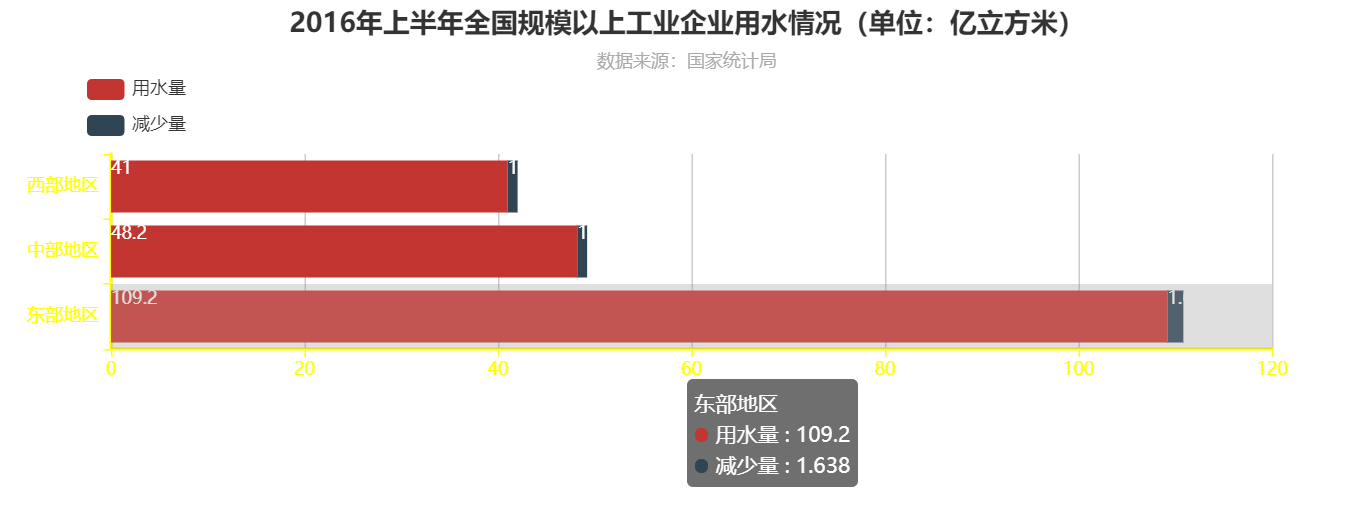 2016年上半年全国规模以上工业企业用水情况（单位：亿立方米）
数据来源：国家统计局
用水量
减少量
西部地区 41 1
中部地区 48.2 1
东部地区 109.2 1.
0 20 40 60 80 100 120
东部地区
用水量 : 109.2
减少量 : 1.638